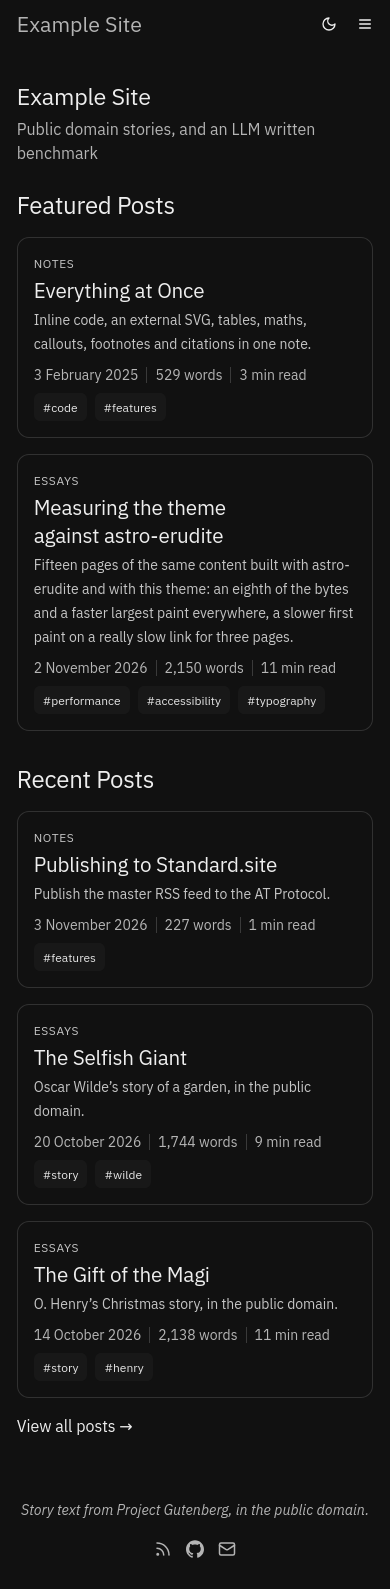 Example Site
Example Site
Public domain stories, and an LLM written
benchmark
Featured Posts
NOTES
Everything at Once
Inline code, an external SVG, tables, maths,
callouts, footnotes and citations in one note.
3 February 2025 529 words 3 min read
#code #features
ESSAYS
Measuring the theme
against astro-erudite
Fifteen pages of the same content built with astro-
erudite and with this theme: an eighth of the bytes
and a faster largest paint everywhere, a slower first
paint on a really slow link for three pages.
2 November 2026 2,150 words 11 min read
#performance #accessibility #typography
Recent Posts
NOTES
Publishing to Standard.site
Publish the master RSS feed to the AT Protocol.
3 November 2026 227 words 1 min read
#features
ESSAYS
The Selfish Giant
Oscar Wilde’s story of a garden, in the public
domain.
20 October 2026 1,744 words 9 min read
#story #wilde
ESSAYS
The Gift of the Magi
O. Henry’s Christmas story, in the public domain.
14 October 2026 2,138 words 11 min read
#story #henry
View all posts →
Story text from Project Gutenberg, in the public domain.